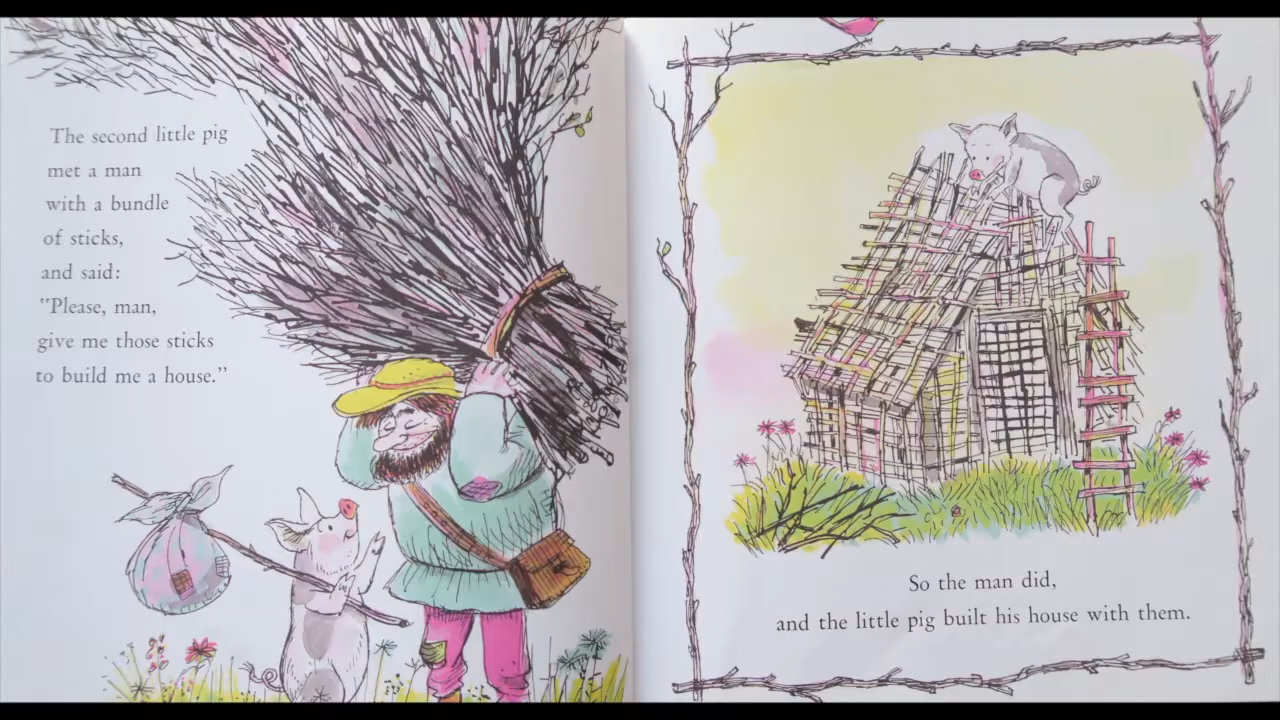 The second little pig
met a man
with a bundle
of sticks,
and said:
"Please, man,
give me those sticks
to build me a house."
So the man did,
and the little pig built his house with them.